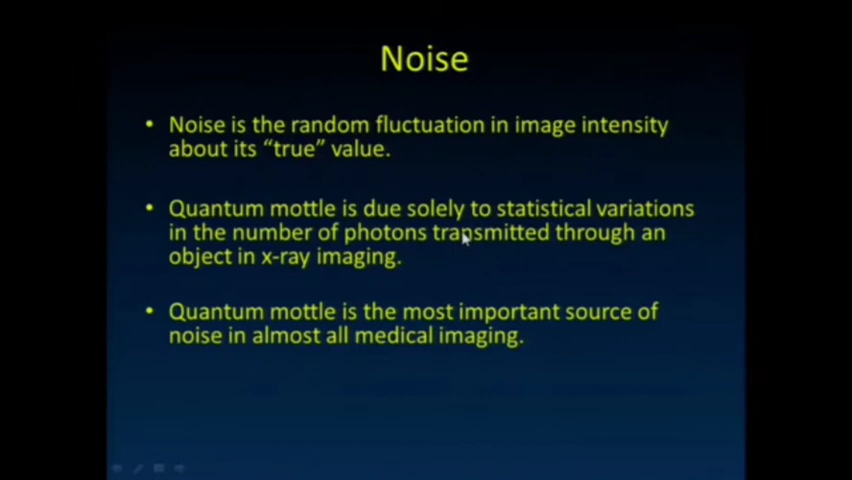 Noise
• Noise is the random fluctuation in image intensity
about its “true” value.
• Quantum mottle is due solely to statistical variations
in the number of photons transmitted through an
object in x-ray imaging.
• Quantum mottle is the most important source of
noise in almost all medical imaging.